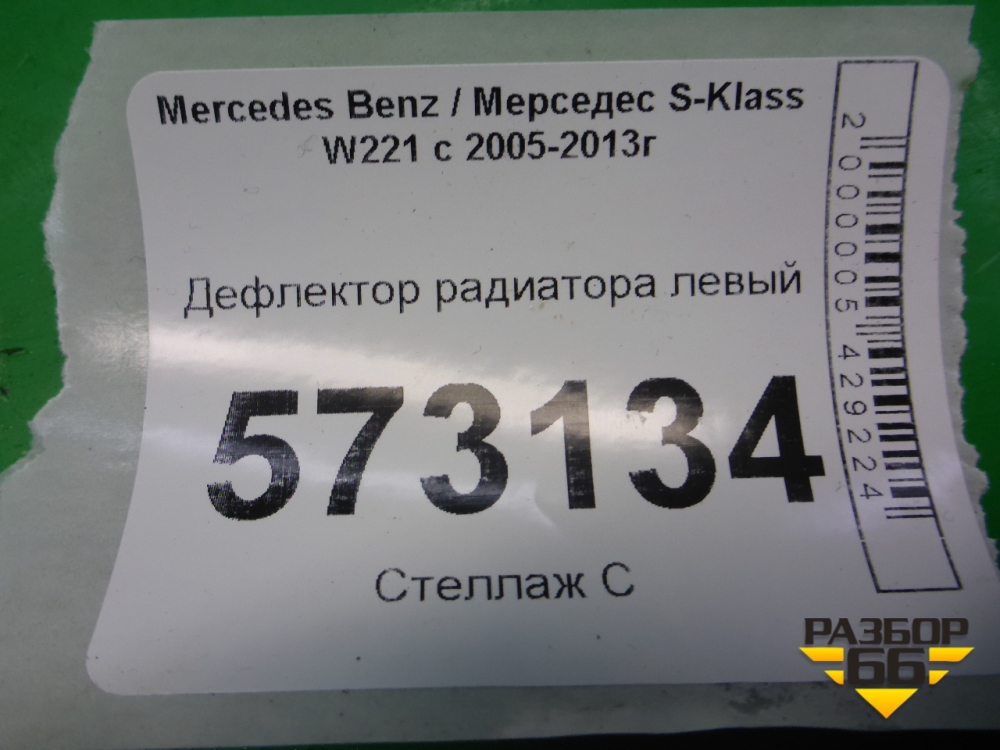 Mercedes Benz / Мерседес S-Klass
W221 с 2005-2013г
Дефлектор радиатора левый
573134
Стеллаж С
2000005429224
РАЗБОР
66